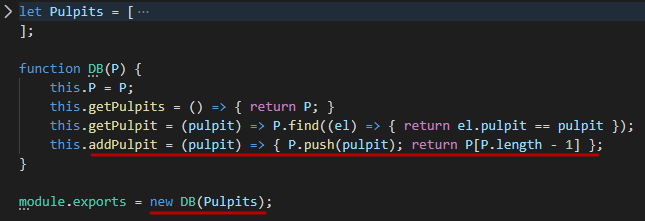 let Pulpits = [ ...
];
function DB(P) {
    this.P = P;
    this.getPulpits = () => { return P; }
    this.getPulpit = (pulpit) => P.find((el) => { return el.pulpit == pulpit });
    this.addPulpit = (pulpit) => { P.push(pulpit); return P[P.length - 1] };
}
module.exports = new DB(Pulpits);